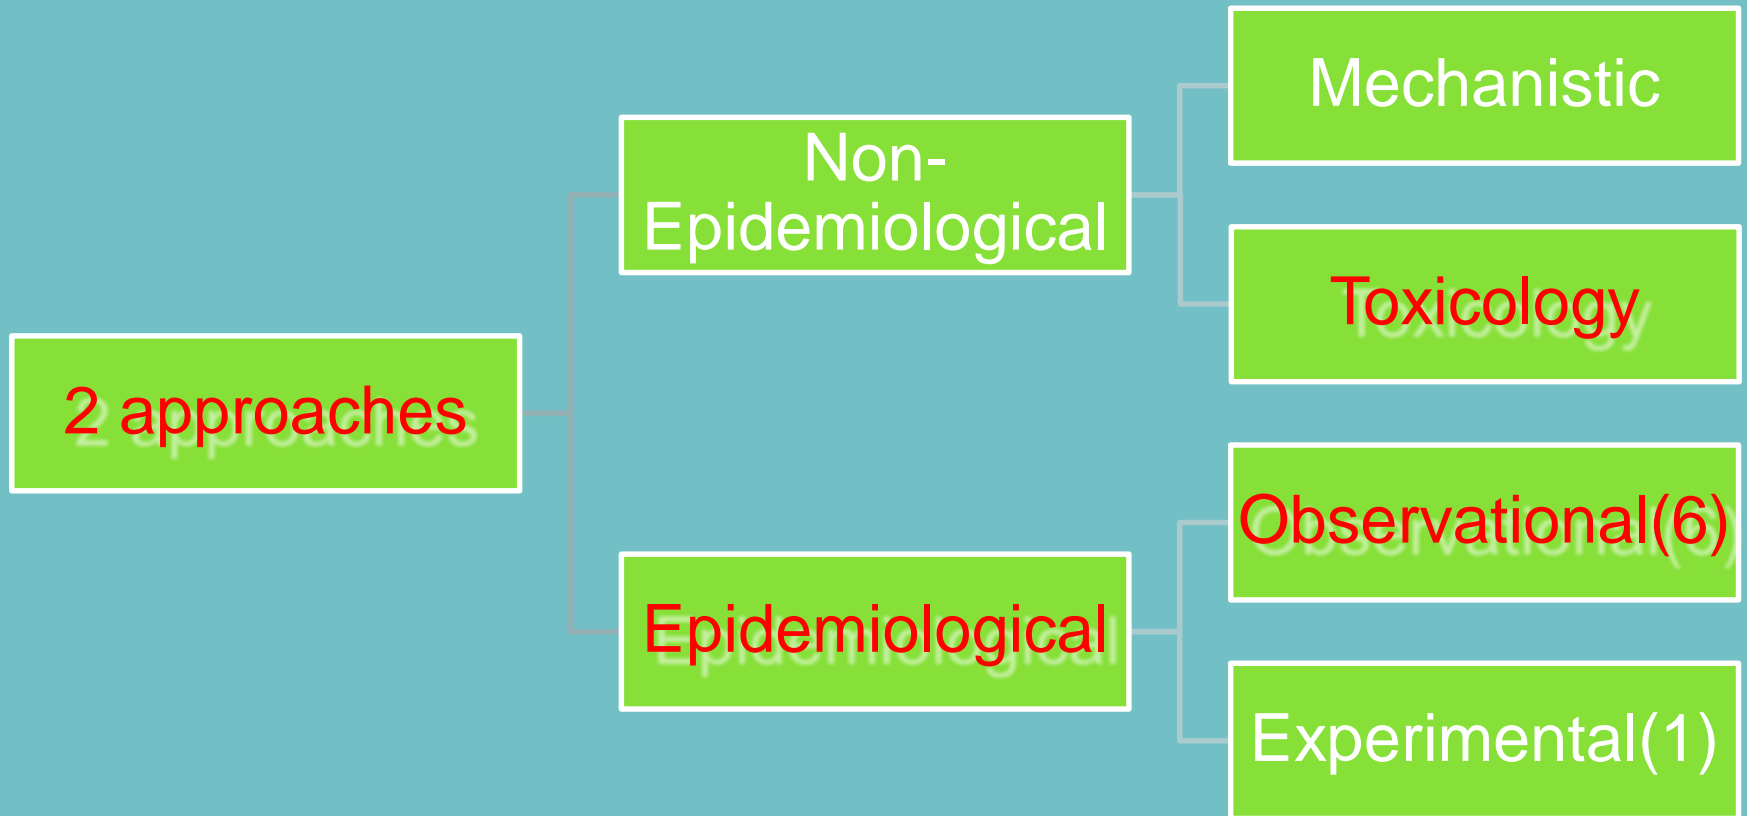 2 approaches
Non-
Epidemiological
Mechanistic
Toxicology
Epidemiological
Observational(6)
Experimental(1)